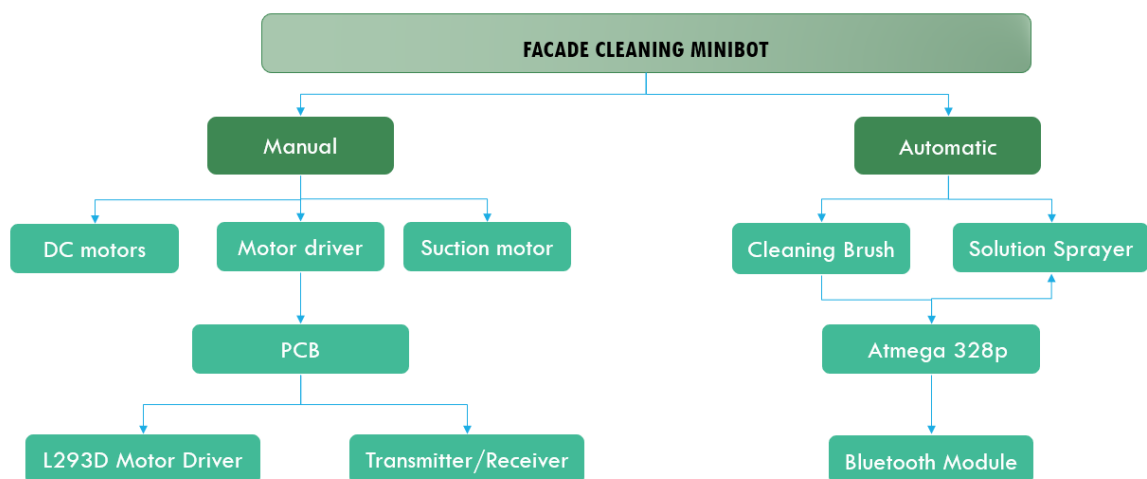 FACADE CLEANING MINIBOT
Manual
Automatic
DC motors
Motor driver
Suction motor
Cleaning Brush
Solution Sprayer
PCB
Atmega 328p
L293D Motor Driver
Transmitter/Receiver
Bluetooth Module